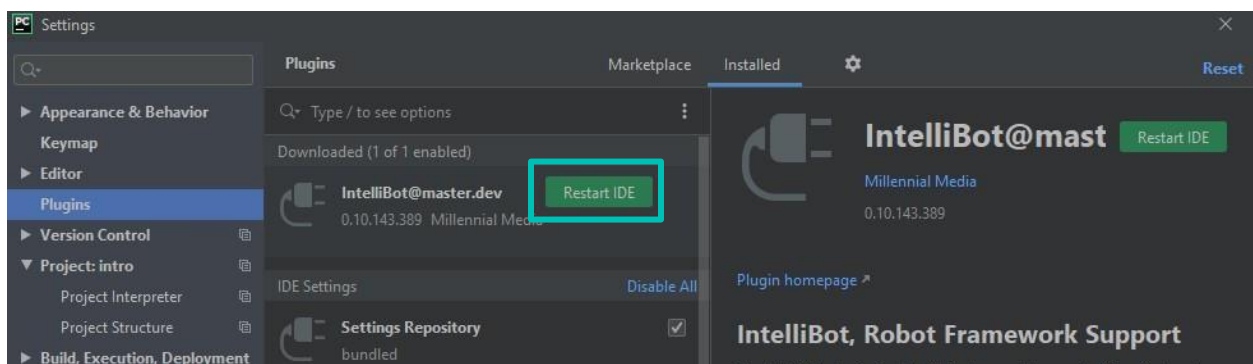 PC Settings
Appearance & Behavior
Keymap
Editor
Plugins
Version Control
Project: intro
Project Interpreter
Project Structure
Build, Execution, Deployment
Plugins Marketplace Installed Reset
Type / to see options
Downloaded (1 of 1 enabled)
IntelliBot@master.dev Restart IDE
0.10.143.389 Millennial Media
IDE Settings Disable All
Settings Repository
bundled
IntelliBot@mast Restart IDE
Millennial Media
0.10.143.389
Plugin homepage
IntelliBot, Robot Framework Support